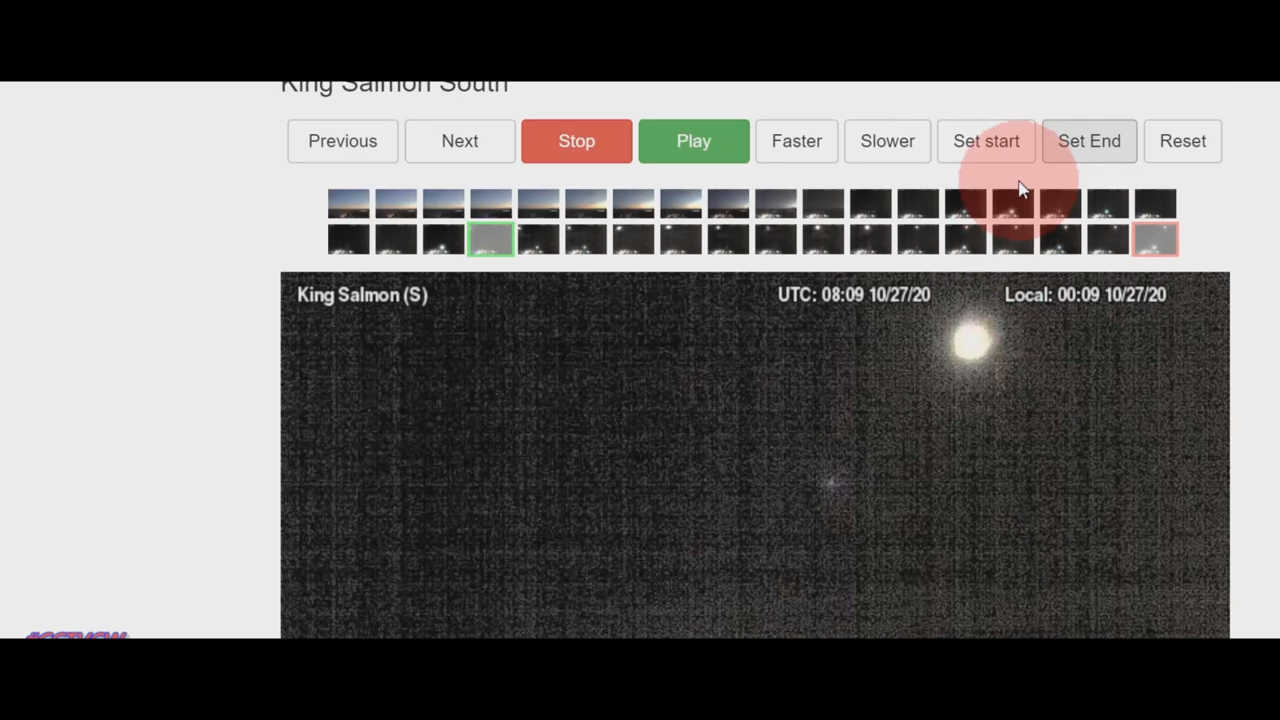 King Salmon South
Previous Next Stop Play Faster Slower Set start Set End Reset
King Salmon (S) UTC: 08:09 10/27/20 Local: 00:09 10/27/20